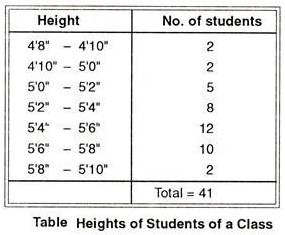 Height No. of students
4'8" – 4'10" 2
4'10" – 5'0" 2
5'0" – 5'2" 5
5'2" – 5'4" 8
5'4" – 5'6" 12
5'6" – 5'8" 10
5'8" – 5'10" 2
Total = 41
Table Heights of Students of a Class